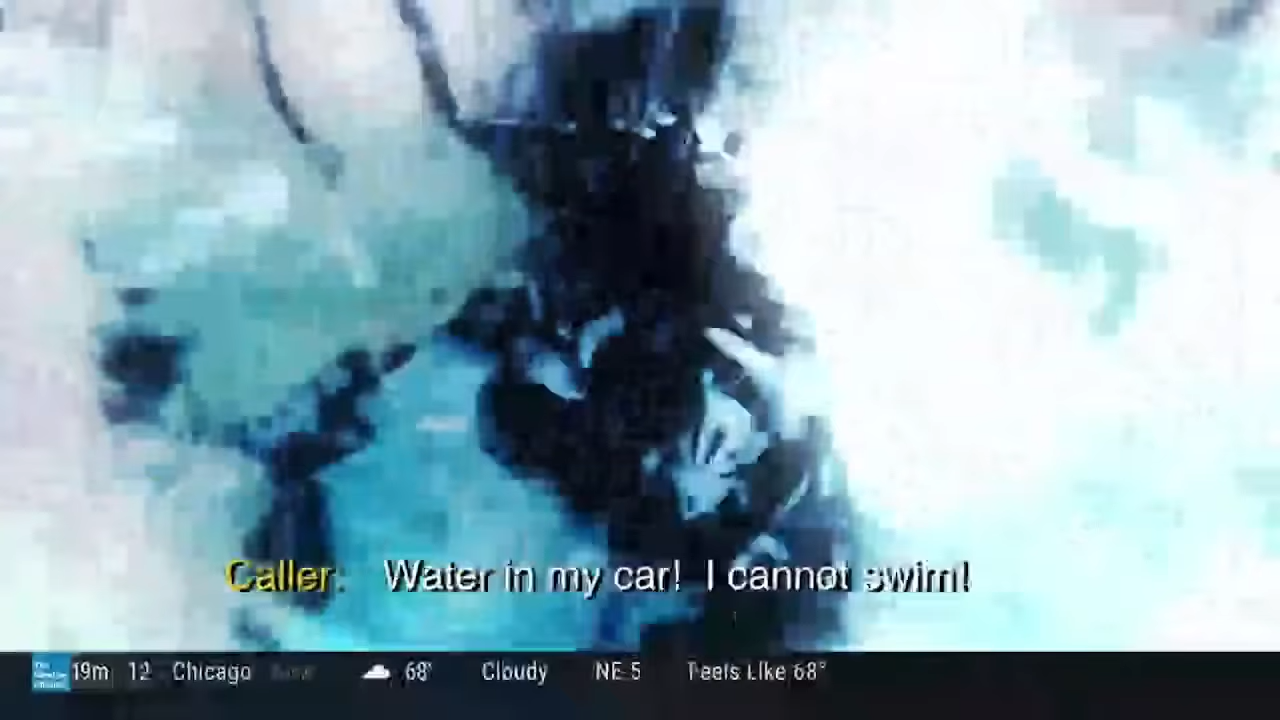 Caller: Water in my car! I cannot swim!
19m 12 Chicago 68° Cloudy NE 5 Feels Like 68°